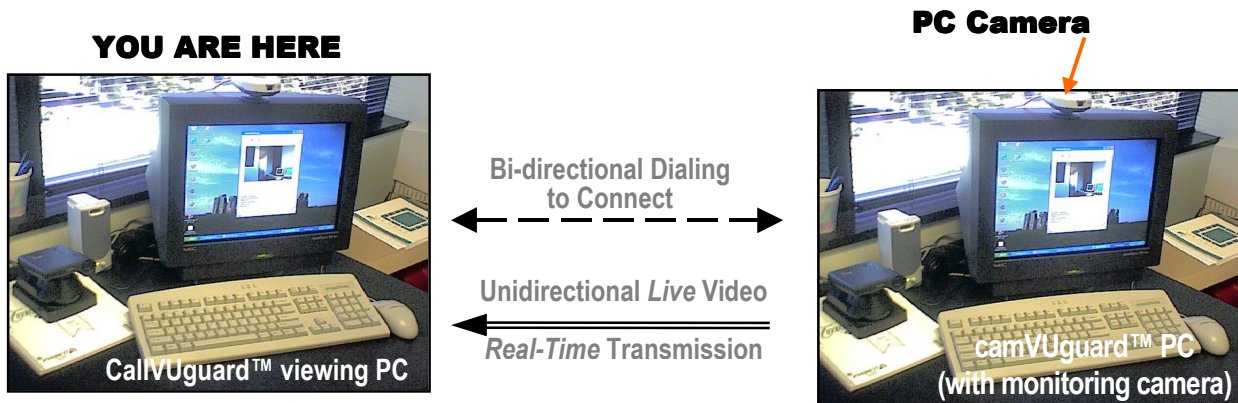 YOU ARE HERE
PC Camera
Bi-directional Dialing
to Connect
Unidirectional Live Video
Real-Time Transmission
CallVUguard™ viewing PC
camVUguard™ PC
(with monitoring camera)